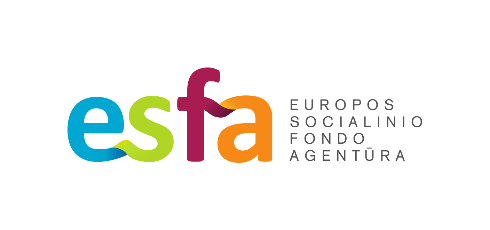 esfa
EUROPOS
SOCIALINIO
FONDO
AGENTŪRA